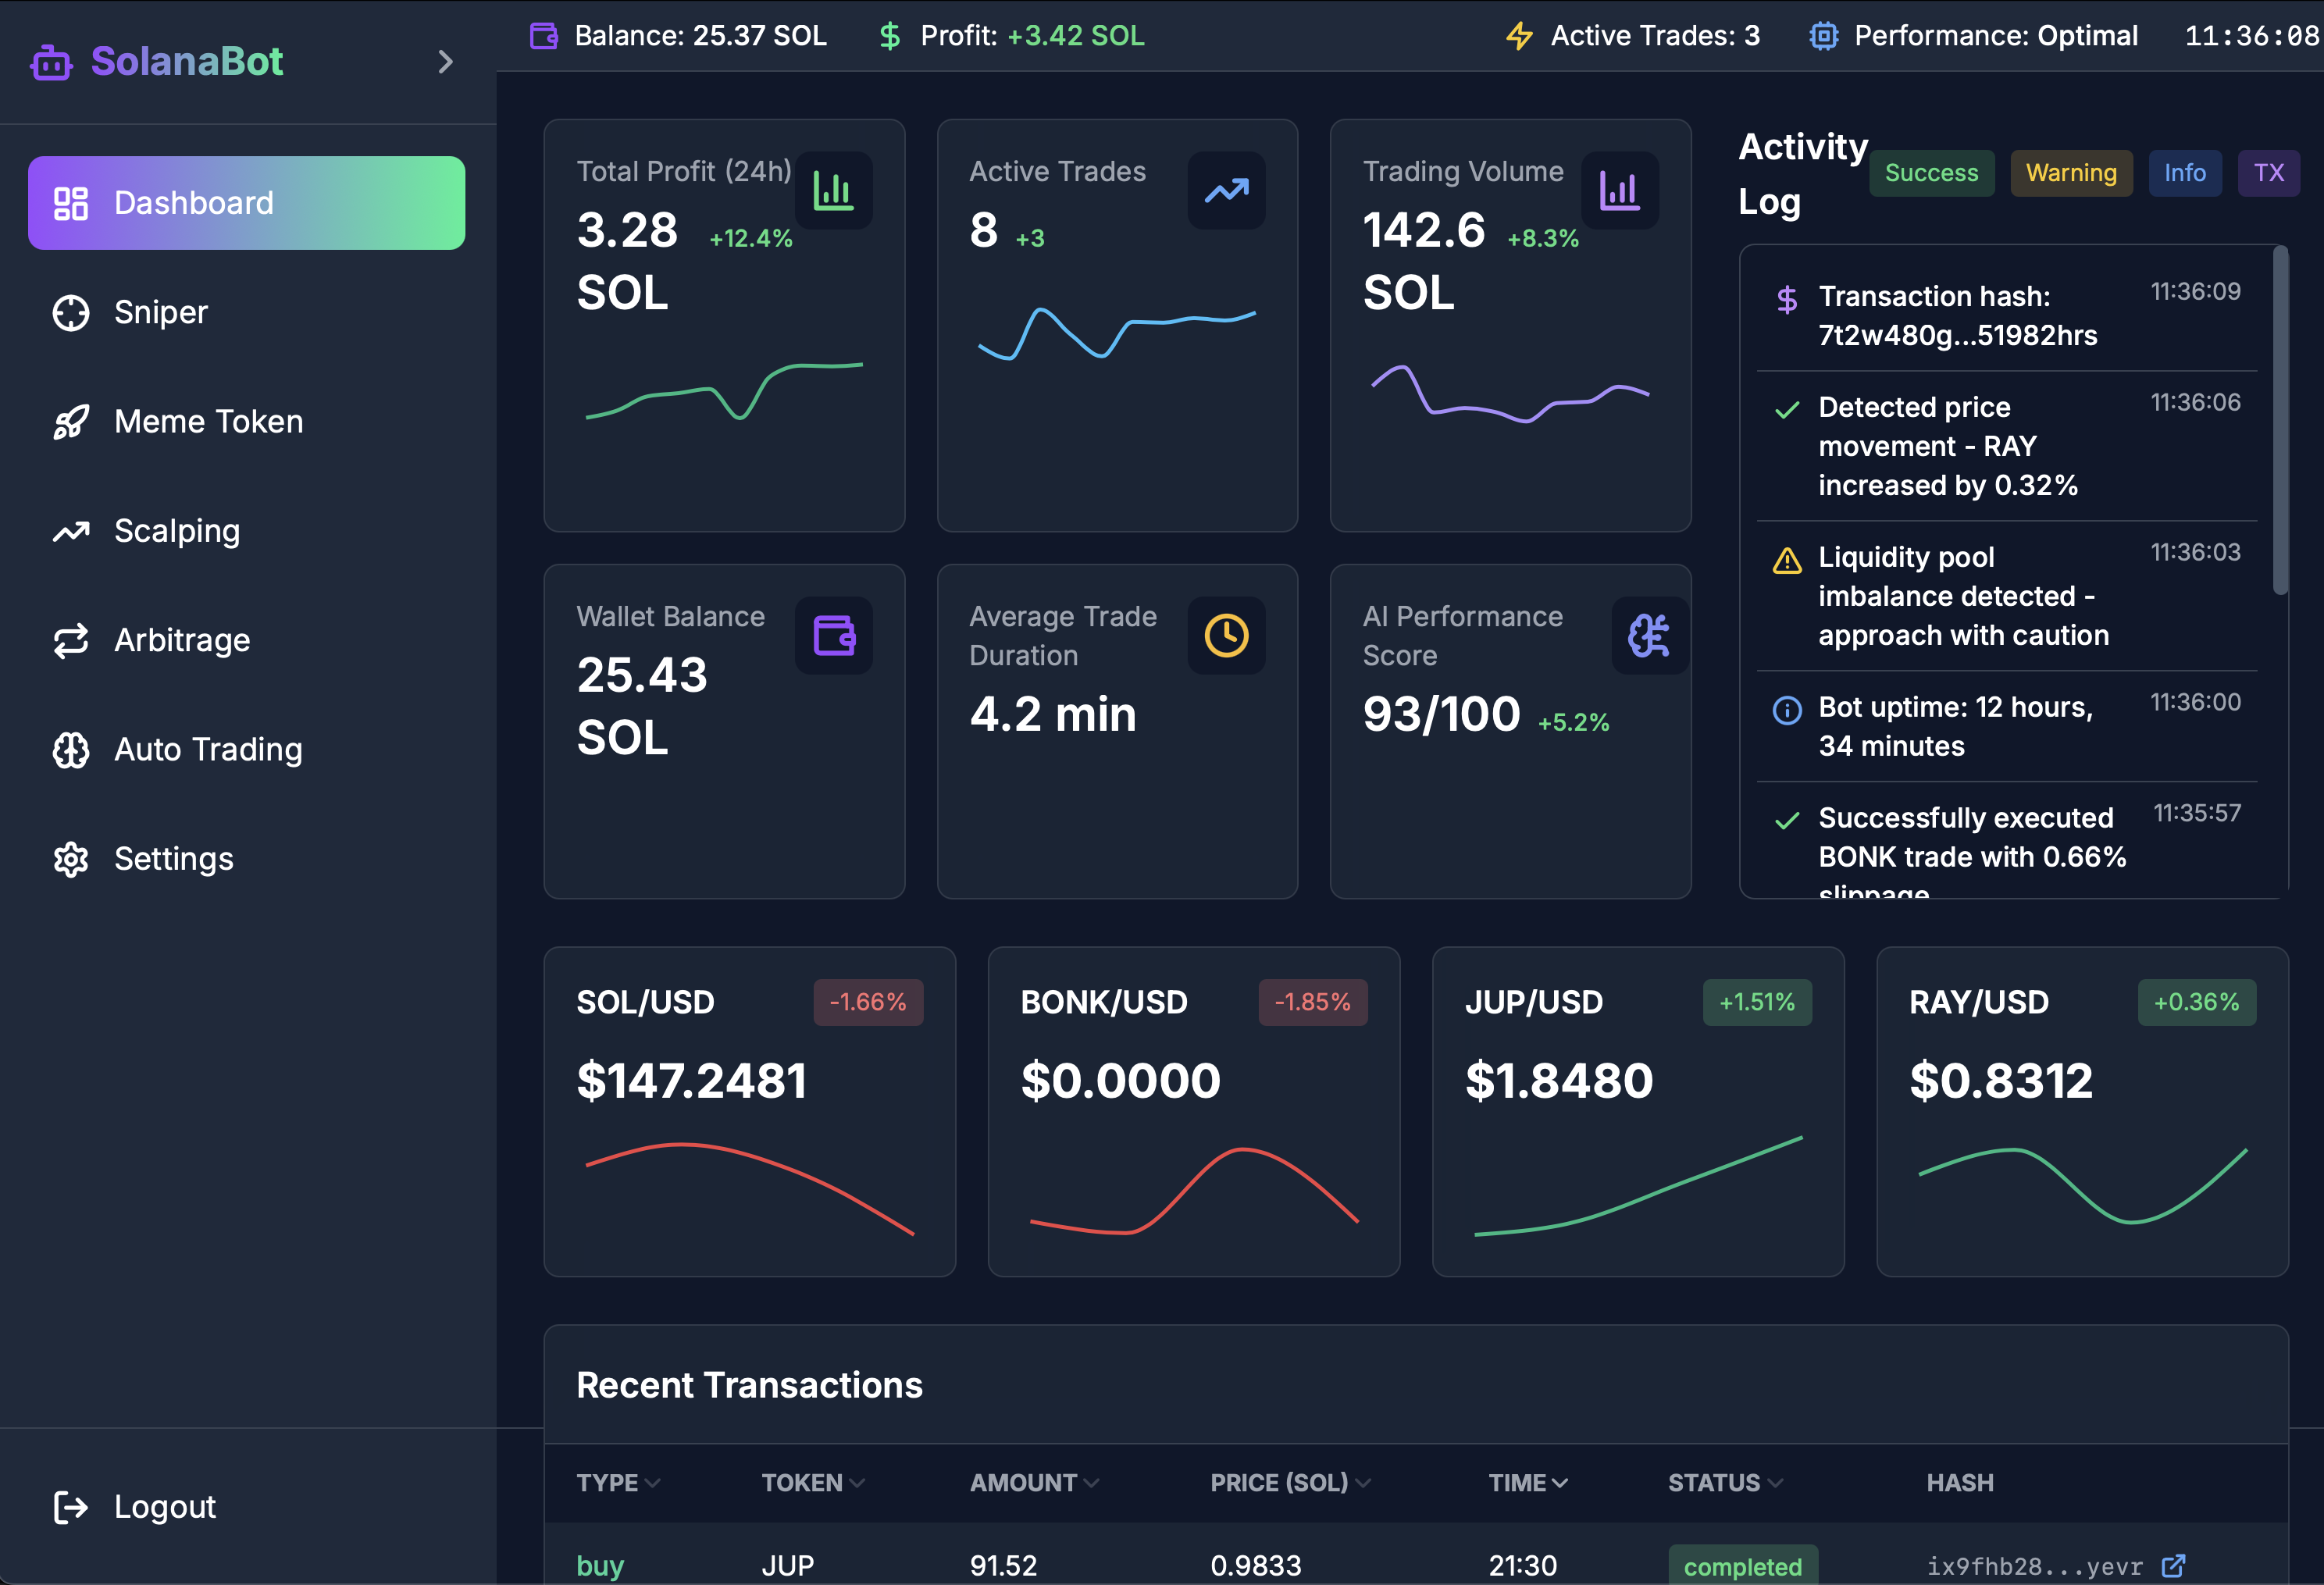 SolanaBot
Balance: 25.37 SOL
Profit: +3.42 SOL
Active Trades: 3
Performance: Optimal
11:36:08
Dashboard
Sniper
Meme Token
Scalping
Arbitrage
Auto Trading
Settings
Logout
Total Profit (24h)
3.28 +12.4%
SOL
Active Trades
8 +3
Trading Volume
142.6 +8.3%
SOL
Wallet Balance
25.43
SOL
Average Trade
Duration
4.2 min
AI Performance
Score
93/100 +5.2%
Activity
Log
Success
Warning
Info
TX
Transaction hash: 11:36:09
7t2w480g...51982hrs
Detected price 11:36:06
movement - RAY
increased by 0.32%
Liquidity pool 11:36:03
imbalance detected -
approach with caution
Bot uptime: 12 hours, 11:36:00
34 minutes
Successfully executed 11:35:57
BONK trade with 0.66%
slippage
SOL/USD -1.66%
$147.2481
BONK/USD -1.85%
$0.0000
JUP/USD +1.51%
$1.8480
RAY/USD +0.36%
$0.8312
Recent Transactions
TYPE TOKEN AMOUNT PRICE (SOL) TIME STATUS HASH
buy JUP 91.52 0.9833 21:30 completed ix9fhb28...yevr